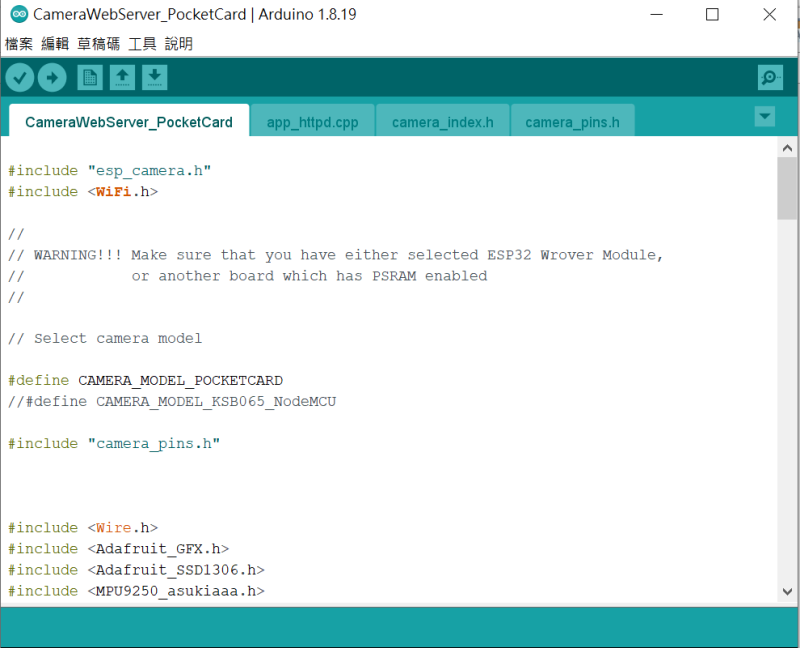 CameraWebServer_PocketCard | Arduino 1.8.19
檔案 編輯 草稿碼 工具 說明
CameraWebServer_PocketCard app_httpd.cpp camera_index.h camera_pins.h
#include "esp_camera.h"
#include <WiFi.h>
//
// WARNING!!! Make sure that you have either selected ESP32 Wrover Module,
//            or another board which has PSRAM enabled
//
// Select camera model
#define CAMERA_MODEL_POCKETCARD
//#define CAMERA_MODEL_KSB065_NodeMCU
#include "camera_pins.h"
#include <Wire.h>
#include <Adafruit_GFX.h>
#include <Adafruit_SSD1306.h>
#include <MPU9250_asukiaaa.h>